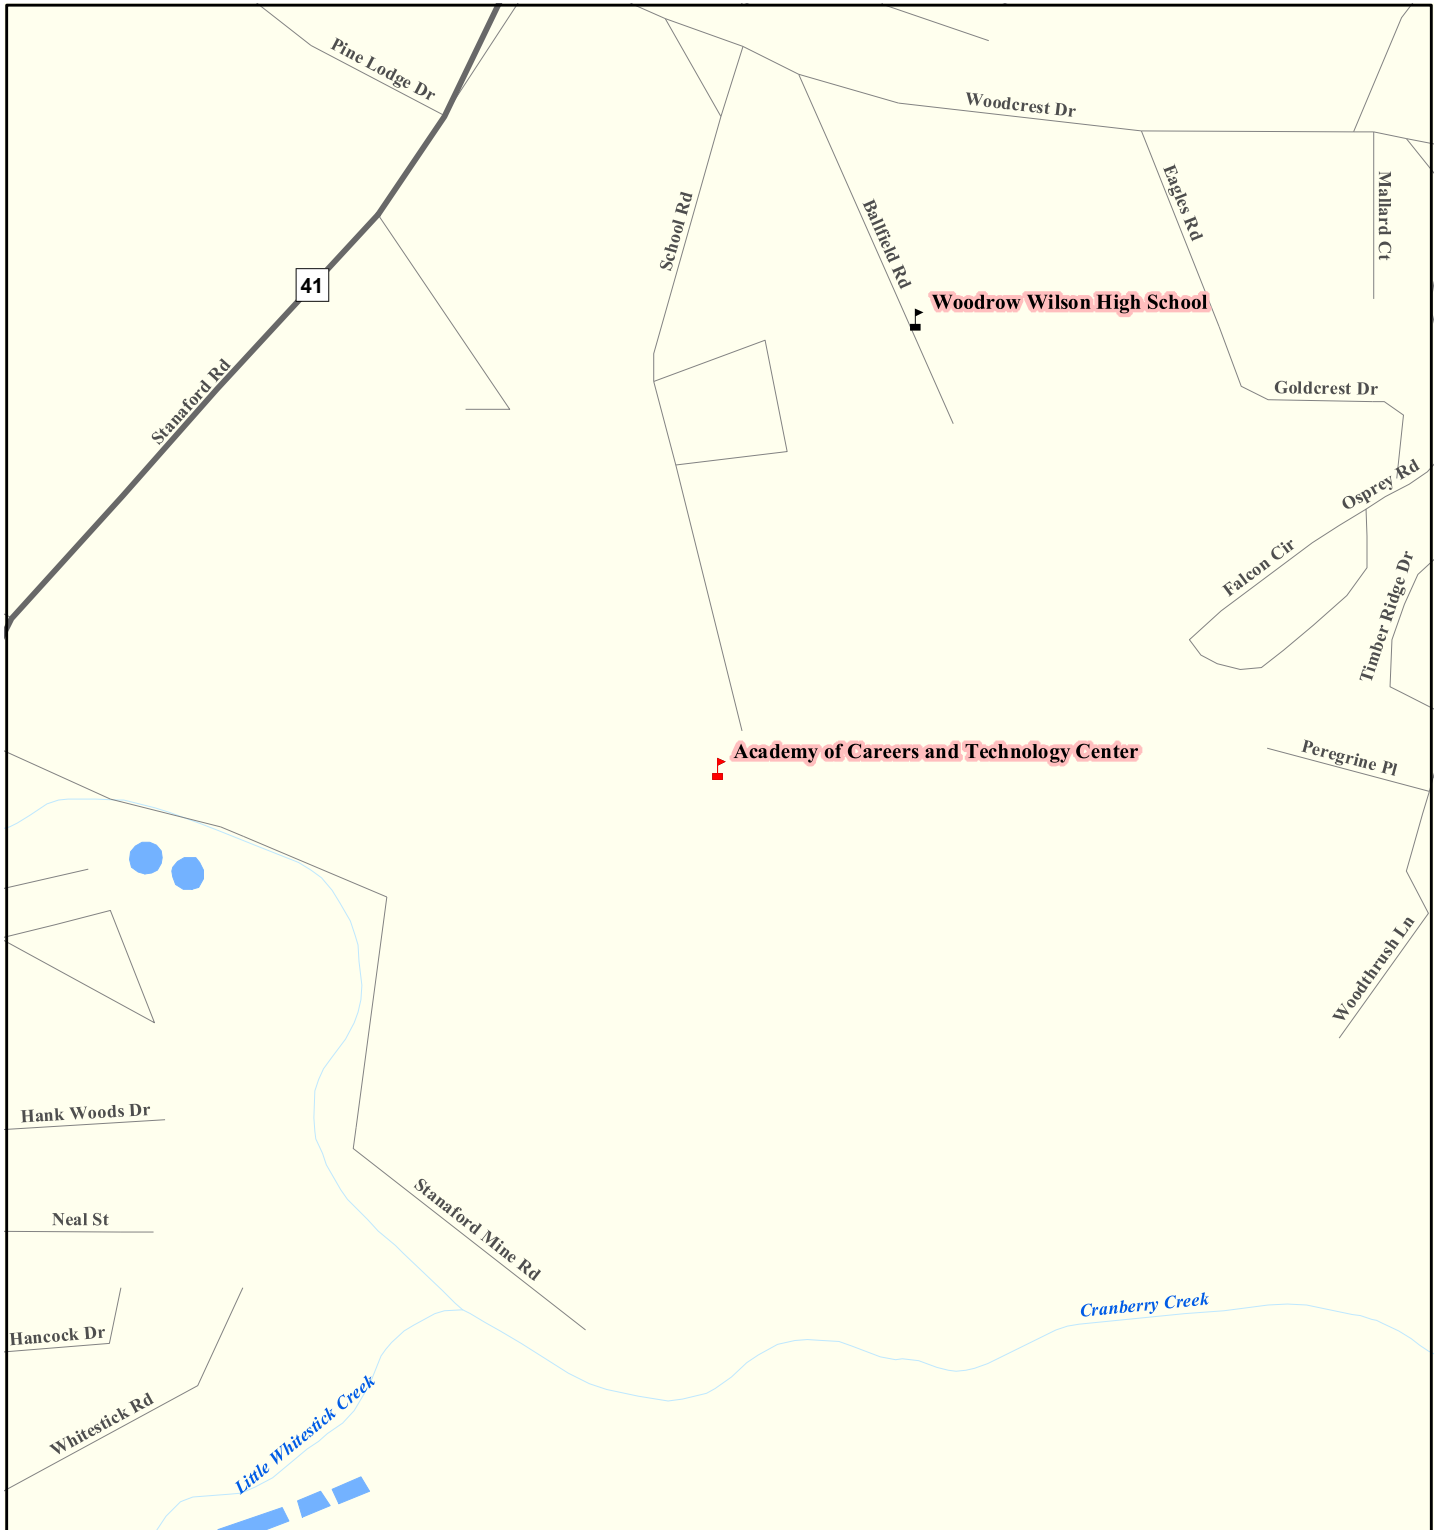 Pine Lodge Dr
Woodcrest Dr
Eagles Rd
Mallard Ct
School Rd
Ballfield Rd
41
Woodrow Wilson High School
Stanaford Rd
Goldcrest Dr
Osprey Rd
Falcon Cir
Timber Ridge Dr
Academy of Careers and Technology Center
Peregrine Pl
Woodthrush Ln
Hank Woods Dr
Stanaford Mine Rd
Neal St
Cranberry Creek
Hancock Dr
Whitestick Rd
Little Whitestick Creek